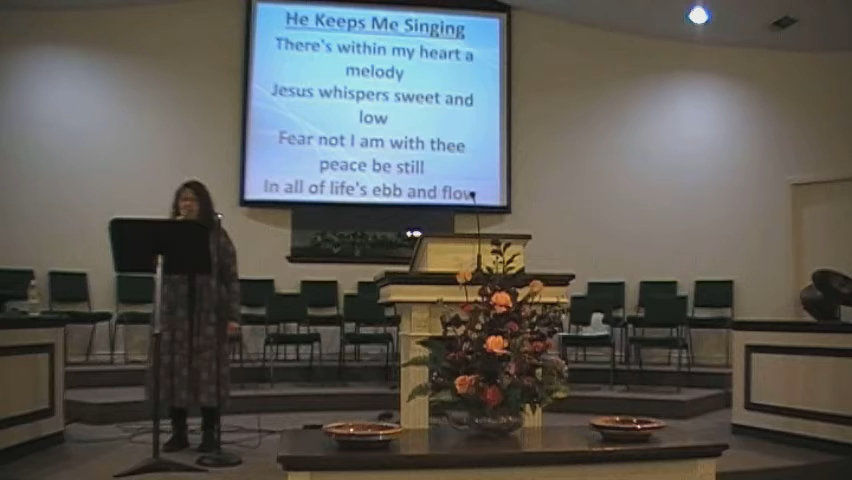 He Keeps Me Singing
There's within my heart a
melody
Jesus whispers sweet and
low
Fear not I am with thee
peace be still
In all of life's ebb and flow